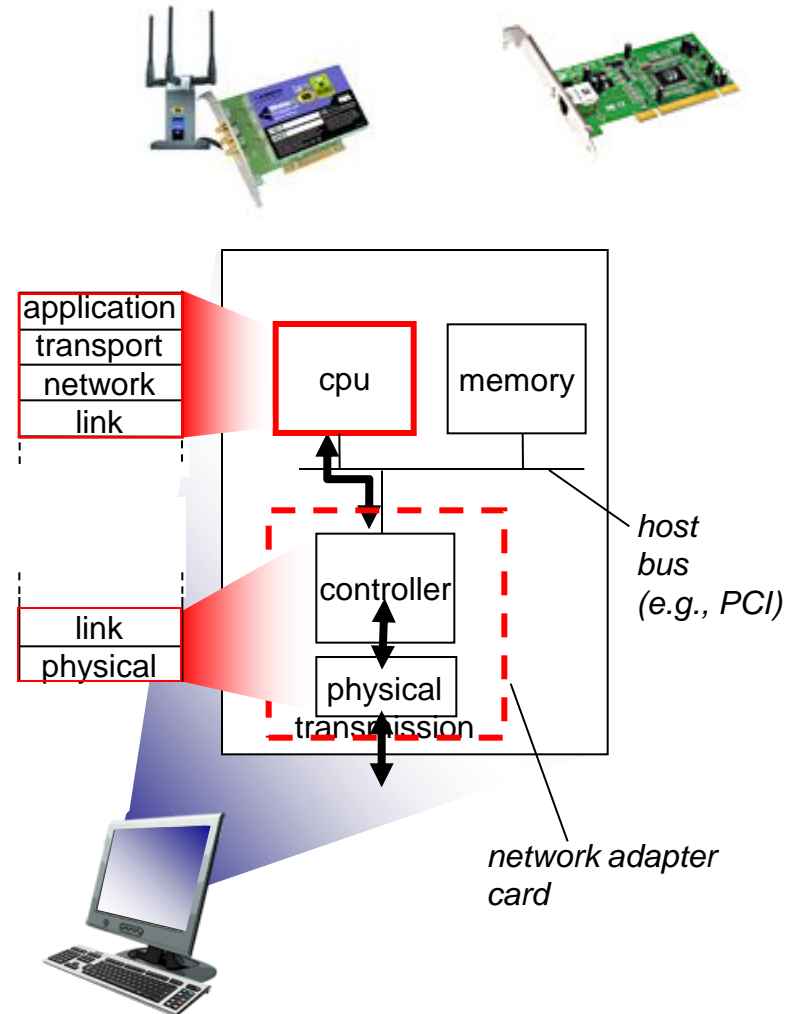 application
transport
network
link
cpu
memory
host
bus
(e.g., PCI)
controller
link
physical
physical
transmission
network adapter
card